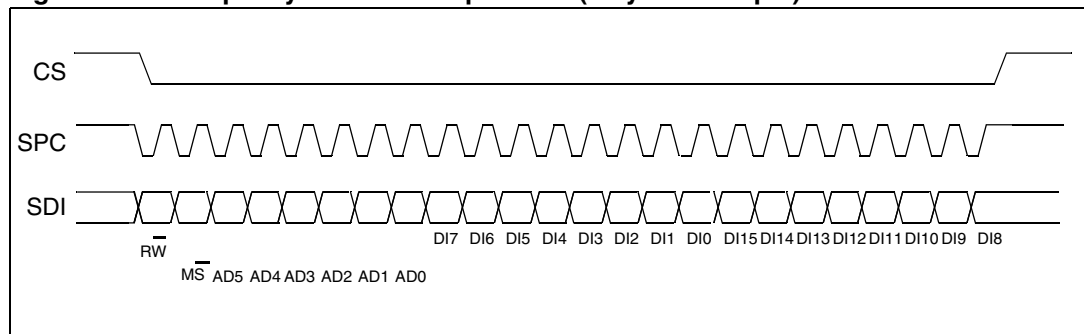 CS
SPC
SDI
RW
DI7 DI6 DI5 DI4 DI3 DI2 DI1 DI0 DI15 DI14 DI13 DI12 DI11 DI10 DI9 DI8
MS AD5 AD4 AD3 AD2 AD1 AD0